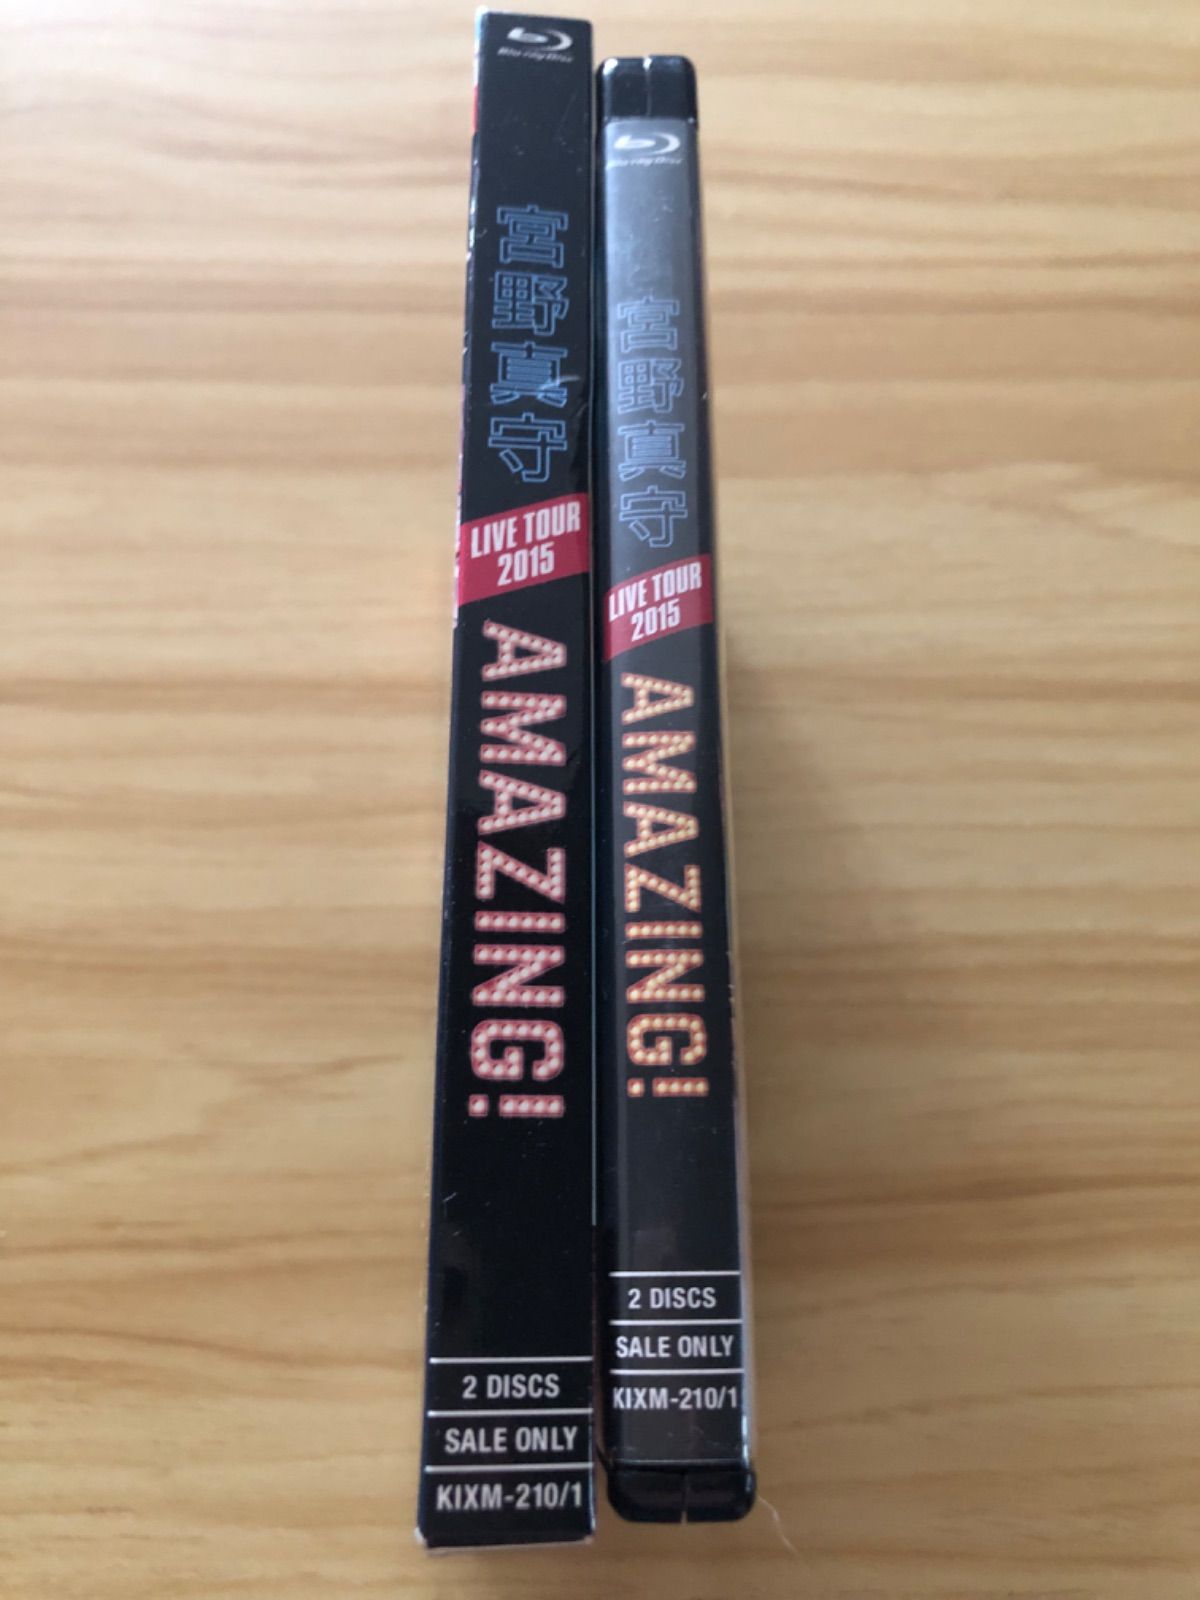 Blu-ray Disc
宮野真守
LIVE TOUR
2015
AMAZING!
2 DISCS
SALE ONLY
KIXM-210/1
Blu-ray Disc
宮野真守
LIVE TOUR
2015
AMAZING!
2 DISCS
SALE ONLY
KIXM-210/1